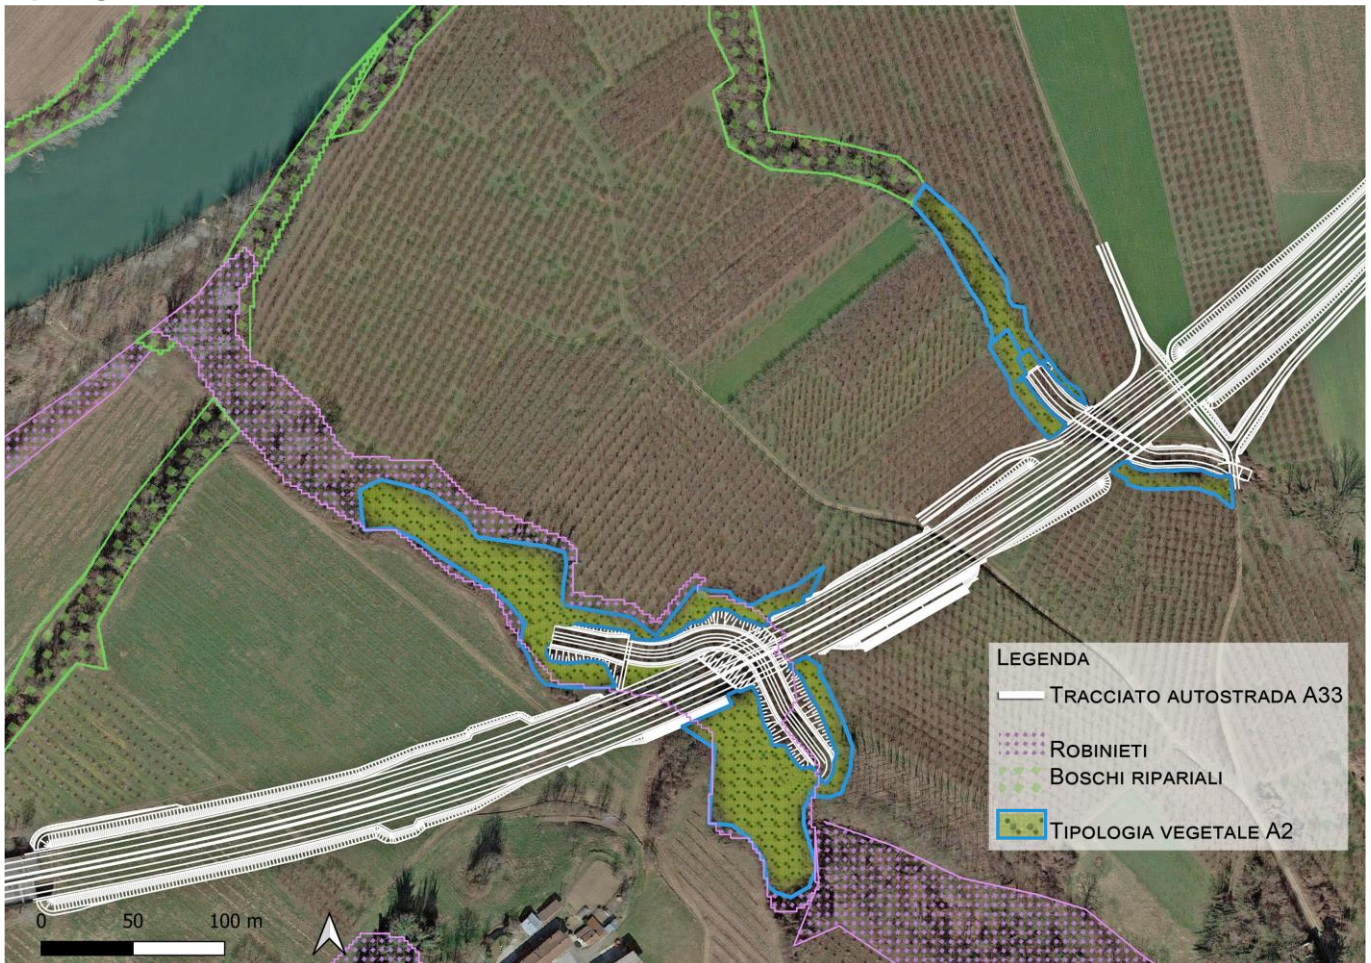 LEGENDA
TRACCIATO AUTOSTRADA A33
ROBINIETI
BOSCHI RIPARIALI
TIPOLOGIA VEGETALE A2
0 50 100 m